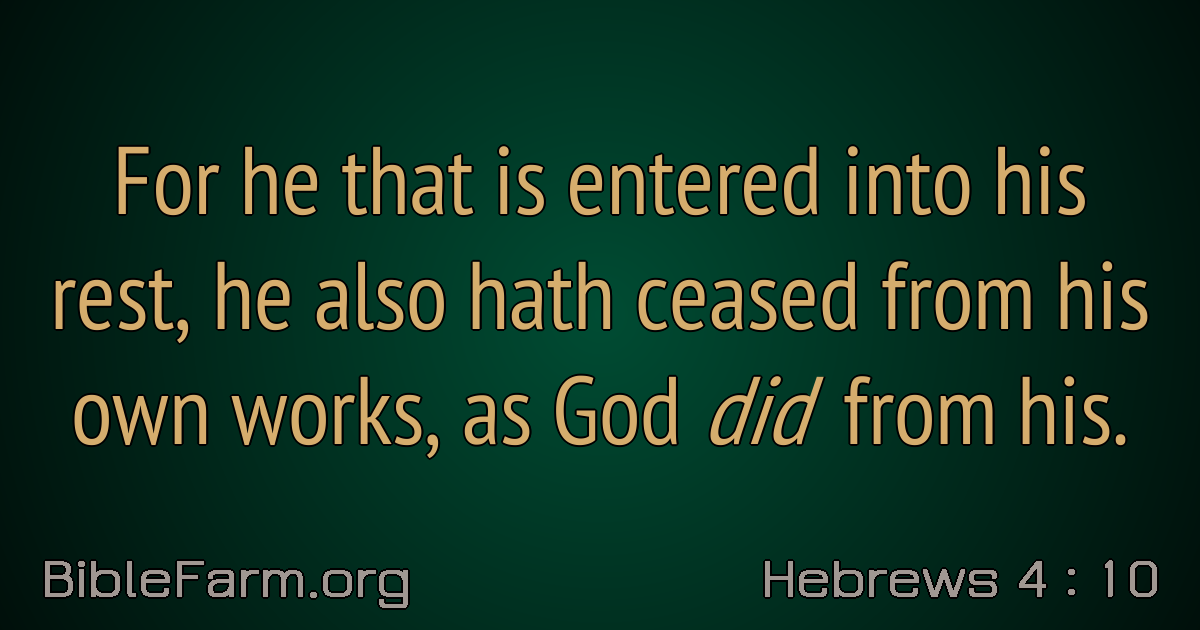 For he that is entered into his
rest, he also hath ceased from his
own works, as God did from his.
BibleFarm.org
Hebrews 4 : 10